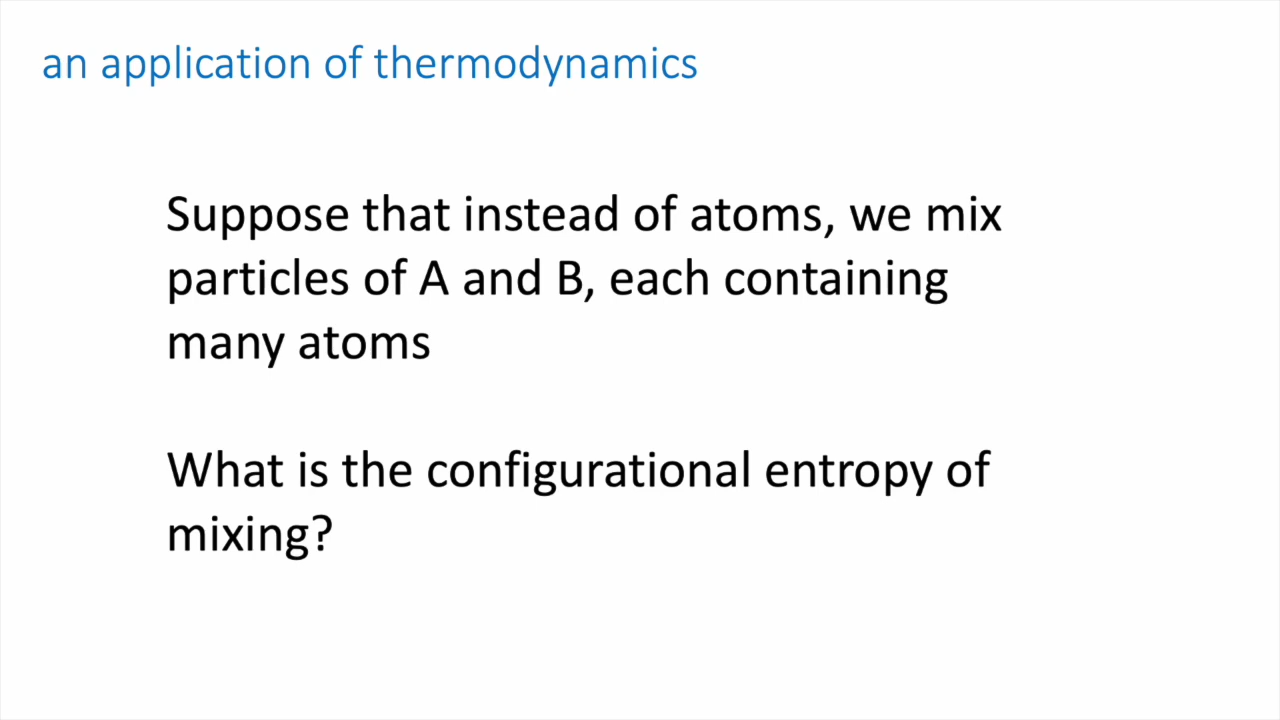 an application of thermodynamics
Suppose that instead of atoms, we mix
particles of A and B, each containing
many atoms
What is the configurational entropy of
mixing?